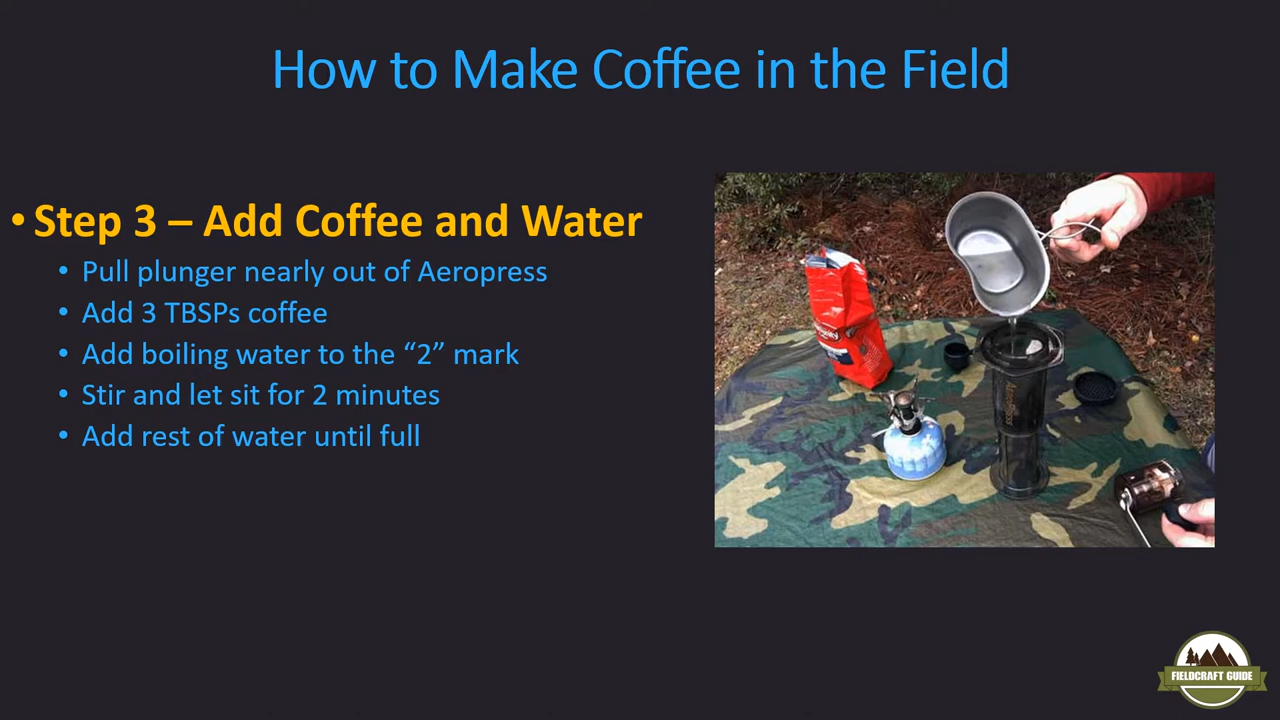 How to Make Coffee in the Field
• Step 3 – Add Coffee and Water
• Pull plunger nearly out of Aeropress
• Add 3 TBSPs coffee
• Add boiling water to the “2” mark
• Stir and let sit for 2 minutes
• Add rest of water until full
FIELDCRAFT GUIDE